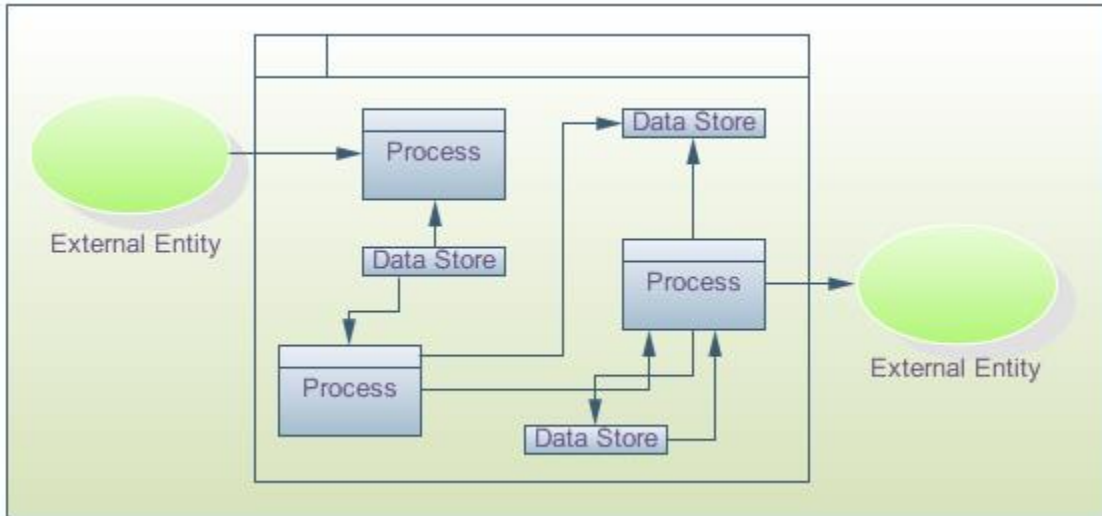 Process
Data Store
External Entity
Data Store
Process
Process
External Entity
Data Store